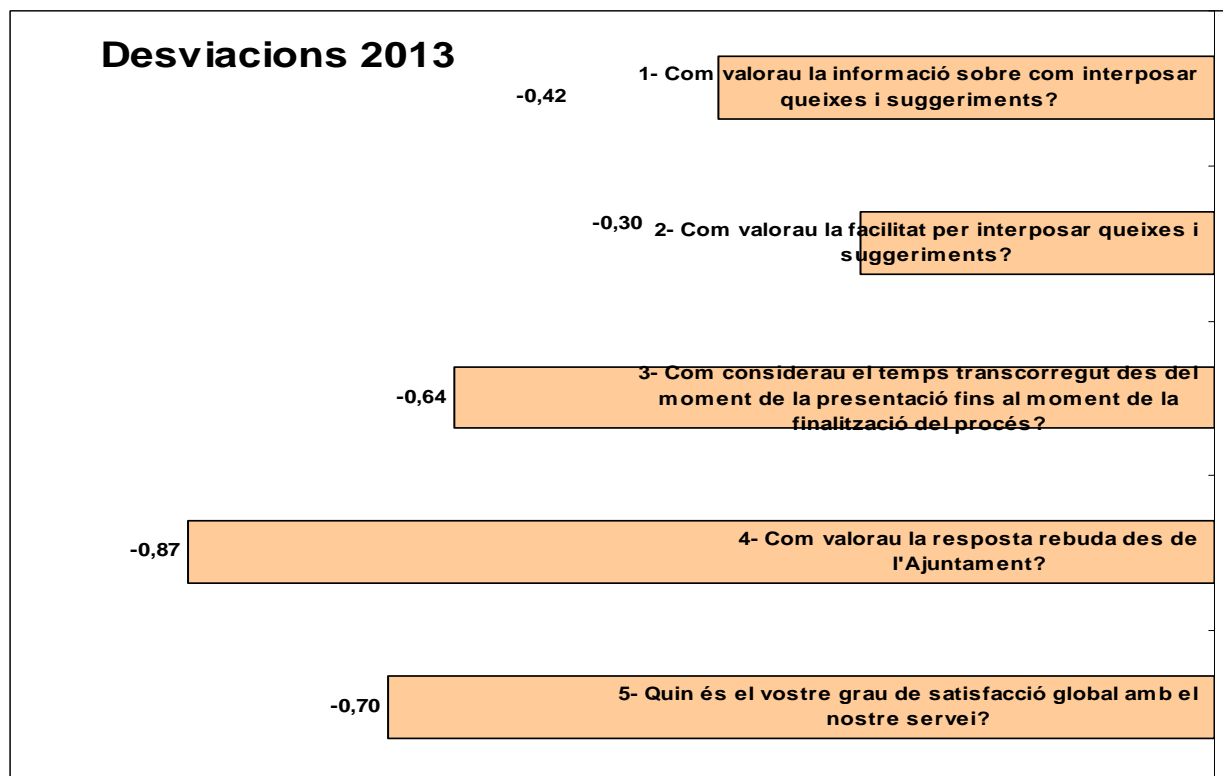 Desviacions 2013
1- Com valorau la informació sobre com interposar
queixes i suggeriments?
-0,42
-0,30
2- Com valorau la facilitat per interposar queixes i
suggeriments?
3- Com considerau el temps transcorregut des del
moment de la presentació fins al moment de la
finalització del procés?
-0,64
4- Com valorau la resposta rebuda des de
l'Ajuntament?
-0,87
5- Quin és el vostre grau de satisfacció global amb el
nostre servei?
-0,70